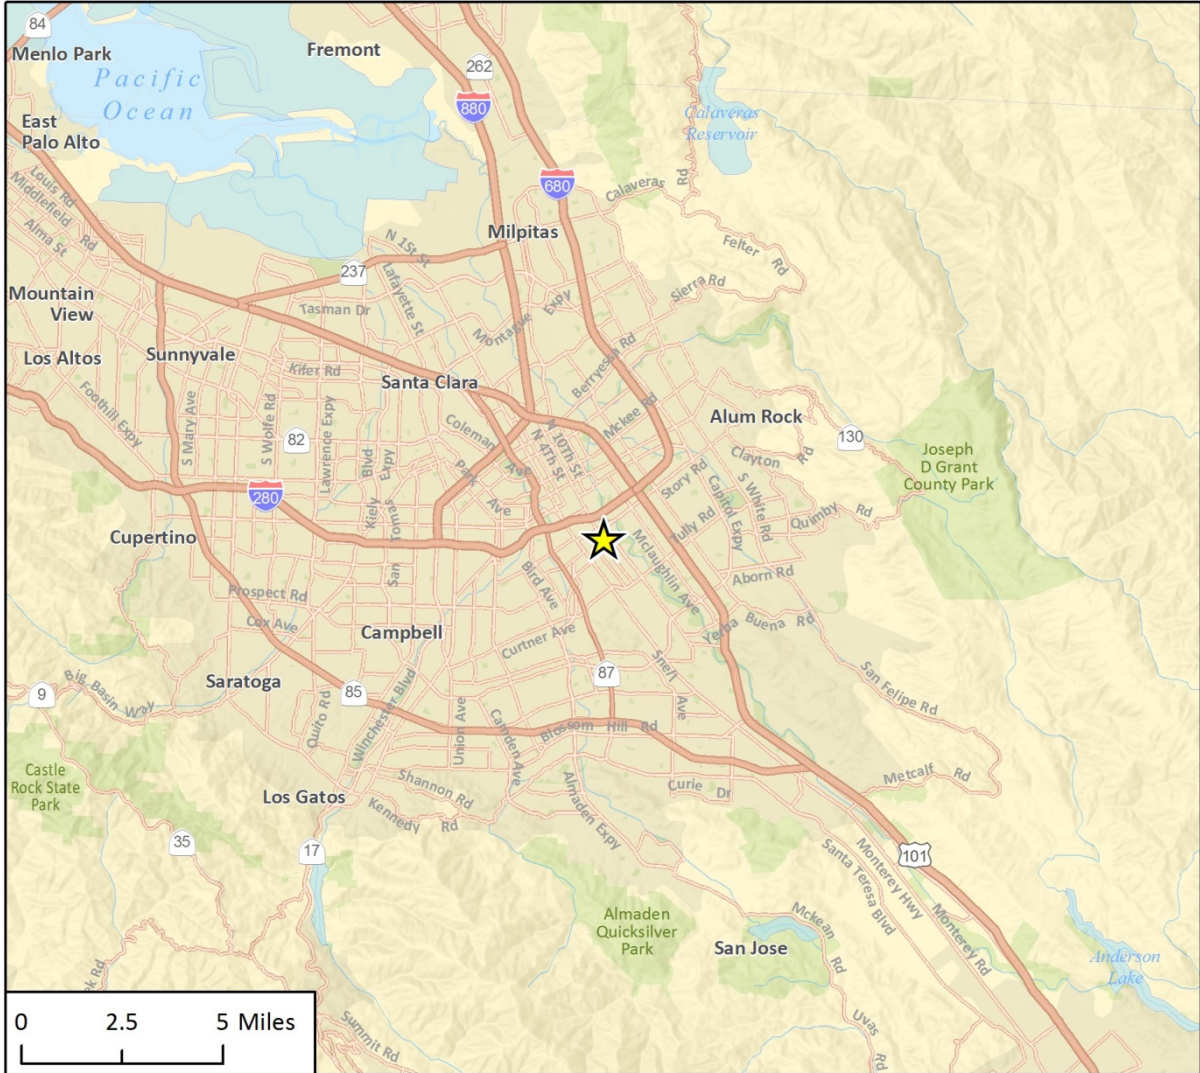 84
Menlo Park
Fremont
262
Pacific
Ocean
880
Calaveras
Reservoir
East
Palo Alto
Louis Rd
Middlefield Rd
Alma St
680
Calaveras Rd
Milpitas
N 1st St
Felter Rd
237
Lafayette St
Sierra Rd
Mountain
View
Tasman Dr
Montague Expy
Los Altos
Sunnyvale
Kifer Rd
Santa Clara
Berryessa Rd
Foothill Expy
S Mary Ave
S Wolfe Rd
82
Lawrence Expy
Kiely Blvd
San Tomas Expy
Coleman Ave
Park Ave
N 4Th St
N 10Th St
Mckee Rd
Alum Rock
130
Clayton Rd
Joseph
D Grant
County Park
280
Story Rd
Capitol Expy
S White Rd
Tully Rd
Quimby Rd
Cupertino
Mclaughlin Ave
Bird Ave
Aborn Rd
Prospect Rd
Cox Ave
Campbell
Curtner Ave
Yerba Buena Rd
87
Snell Ave
San Felipe Rd
9
Big Basin Way
Saratoga
85
Quito Rd
Winchester Blvd
Union Ave
Camden Ave
Blossom Hill Rd
Castle
Rock State
Park
Los Gatos
Shannon Rd
Kennedy Rd
Almaden Expy
Curie Dr
Metcalf Rd
35
17
101
Santa Teresa Blvd
Monterey Hwy
Monterey Rd
Almaden
Quicksilver
Park
San Jose
Mckean Rd
Anderson
Lake
ek Rd
Summit Rd
Uvas Rd
0 2.5 5 Miles